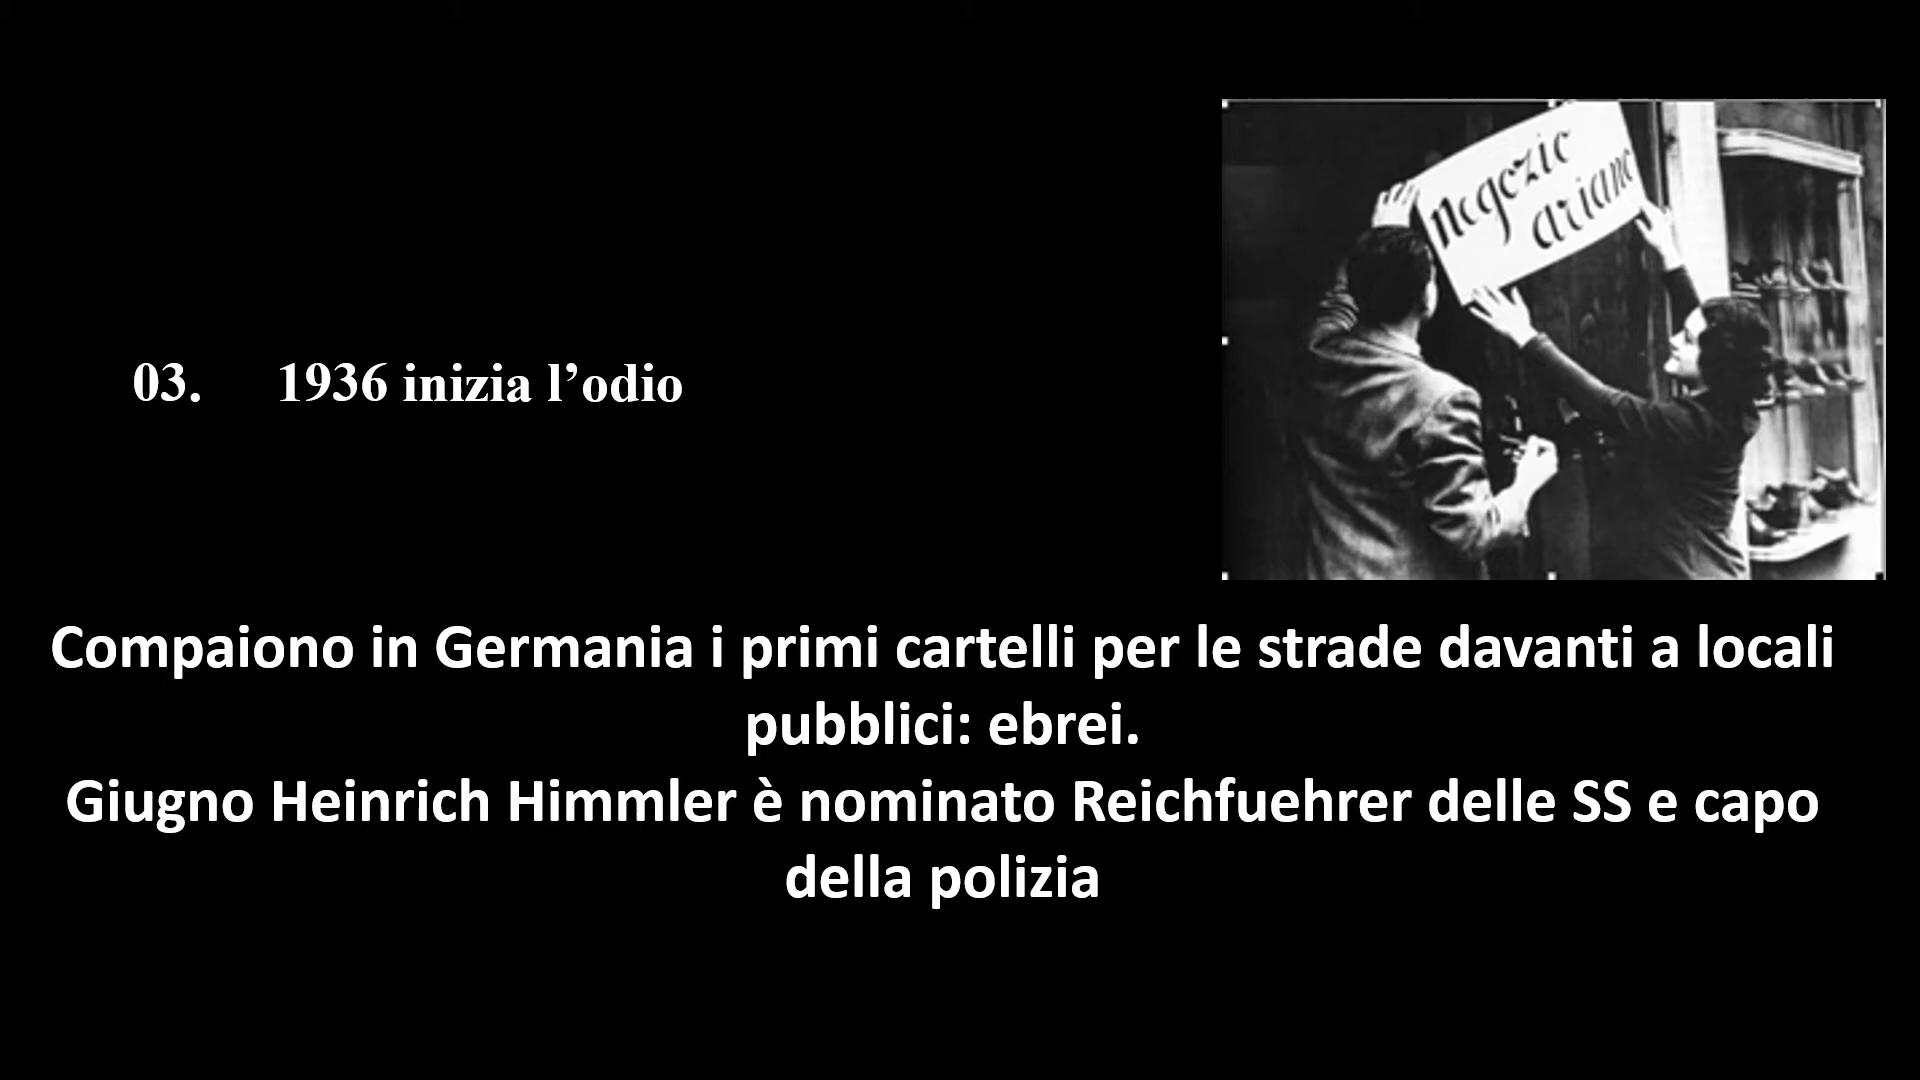 negozio
ariano
03. 1936 inizia l’odio
Compaiono in Germania i primi cartelli per le strade davanti a locali
pubblici: ebrei.
Giugno Heinrich Himmler è nominato Reichfuehrer delle SS e capo
della polizia